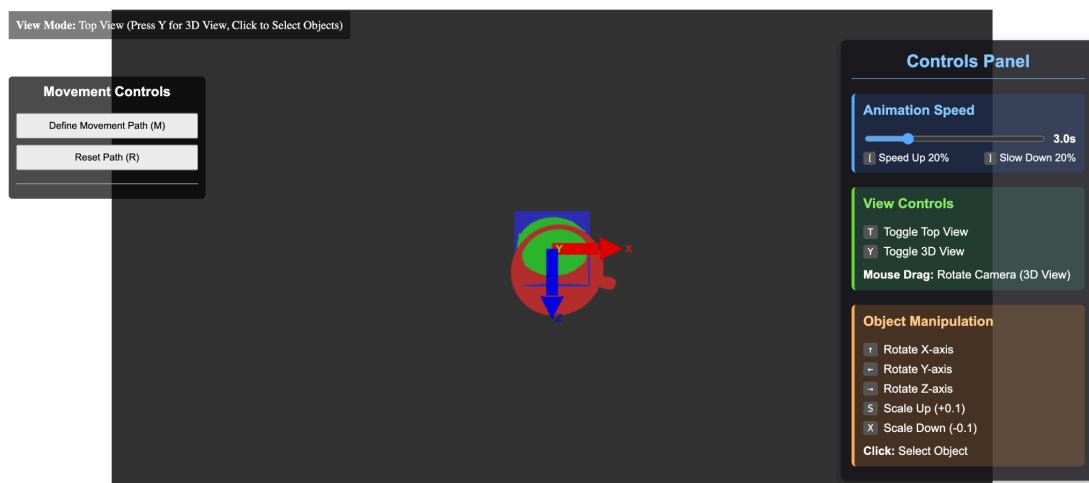 View Mode: Top View (Press Y for 3D View, Click to Select Objects)
Movement Controls
Define Movement Path (M)
Reset Path (R)
Y
X
Z
Controls Panel
Animation Speed
3.0s
[ Speed Up 20%
] Slow Down 20%
View Controls
T Toggle Top View
Y Toggle 3D View
Mouse Drag: Rotate Camera (3D View)
Object Manipulation
↑ Rotate X-axis
← Rotate Y-axis
→ Rotate Z-axis
S Scale Up (+0.1)
X Scale Down (-0.1)
Click: Select Object